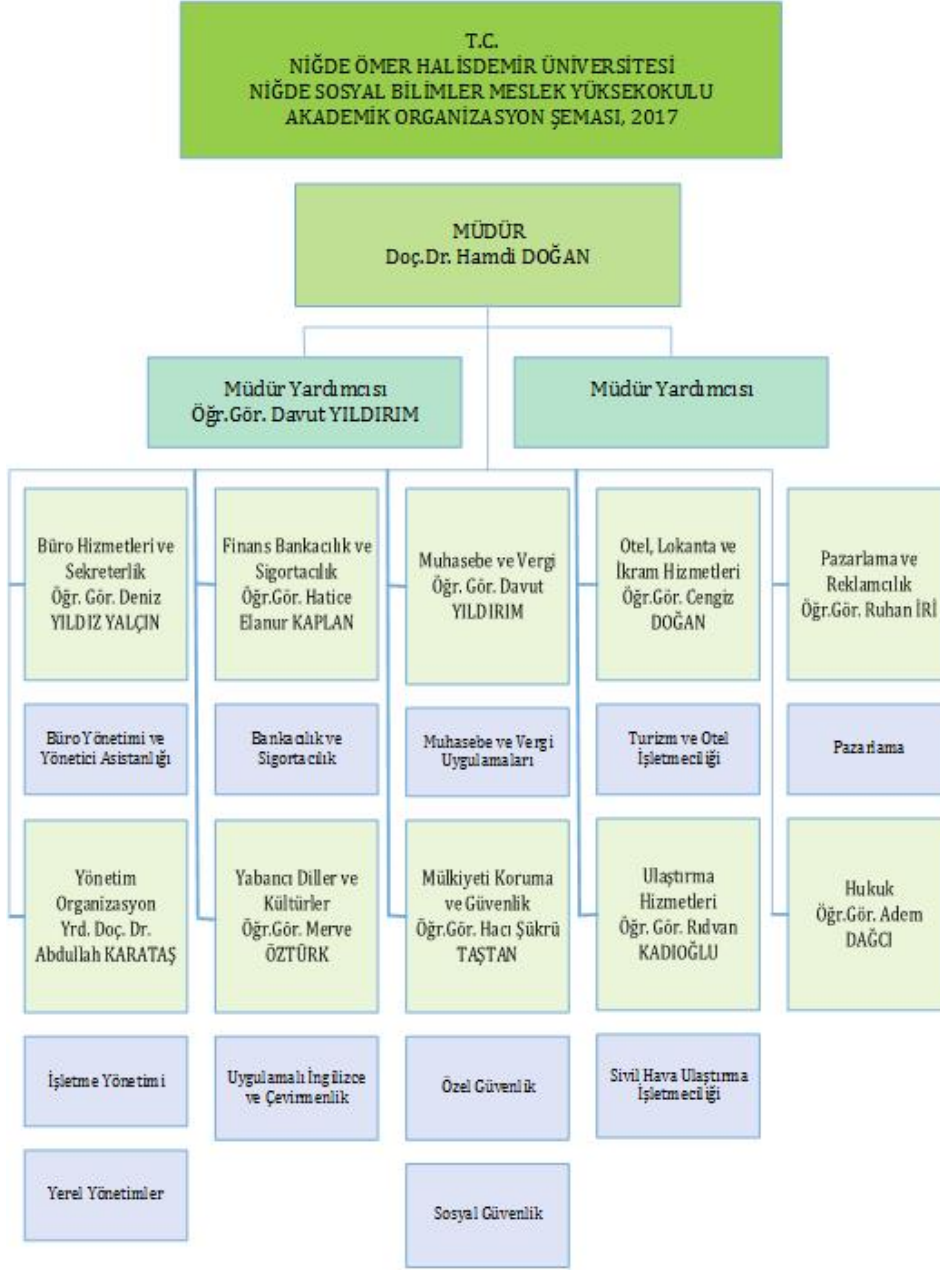 T.C.
NİĞDE ÖMER HALİSDEMİR ÜNİVERSİTESİ
NİĞDE SOSYAL BİLİMLER MESLEK YÜKSEKOKULU
AKADEMİK ORGANİZASYON ŞEMASI, 2017
MÜDÜR
Doç.Dr. Hamdi DOĞAN
Müdür Yardımcısı
Öğr.Gör. Davut YILDIRIM
Müdür Yardımcısı
Büro Hizmetleri ve
Sekreterlik
Öğr. Gör. Deniz
YILDIZ YALÇIN
Finans Bankacılık ve
Sigortacılık
Öğr.Gör. Hatice
Elanur KAPLAN
Muhasebe ve Vergi
Öğr. Gör. Davut
YILDIRIM
Otel, Lokanta ve
İkram Hizmetleri
Öğr.Gör. Cengiz
DOĞAN
Pazarlama ve
Reklamcılık
Öğr.Gör. Ruhan İRİ
Büro Yönetimi ve
Yönetici Asistanlığı
Bankacılık ve
Sigortacılık
Muhasebe ve Vergi
Uygulamaları
Turizm ve Otel
İşletmeciliği
Pazarlama
Yönetim
Organizasyon
Yrd. Doç. Dr.
Abdullah KARATAŞ
Yabancı Diller ve
Kültürler
Öğr.Gör. Merve
ÖZTÜRK
Mülkiyeti Koruma
ve Güvenlik
Öğr.Gör. Hacı Şükrü
TAŞTAN
Ulaştırma
Hizmetleri
Öğr. Gör. Rıdvan
KADIOĞLU
Hukuk
Öğr.Gör. Adem
DAĞCI
İşletme Yönetimi
Uygulamalı İngilizce
ve Çevirmenlik
Özel Güvenlik
Sivil Hava Ulaştırma
İşletmeciliği
Yerel Yönetimler
Sosyal Güvenlik